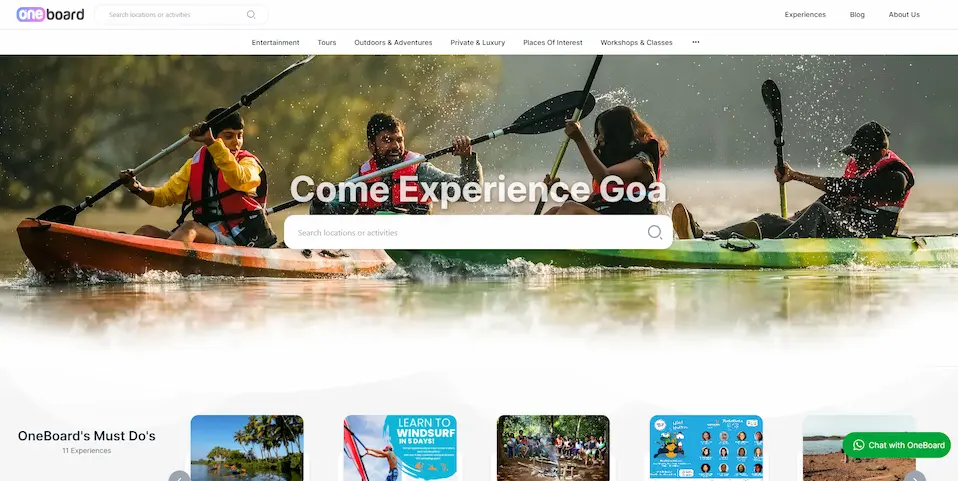 oneboard
Search locations or activities
Experiences
Blog
About Us
Entertainment
Tours
Outdoors & Adventures
Private & Luxury
Places Of Interest
Workshops & Classes
Come Experience Goa
Search locations or activities
OneBoard's Must Do's
11 Experiences
LEARN TO
WINDSURF
IN 5 DAYS!
Chat with OneBoard